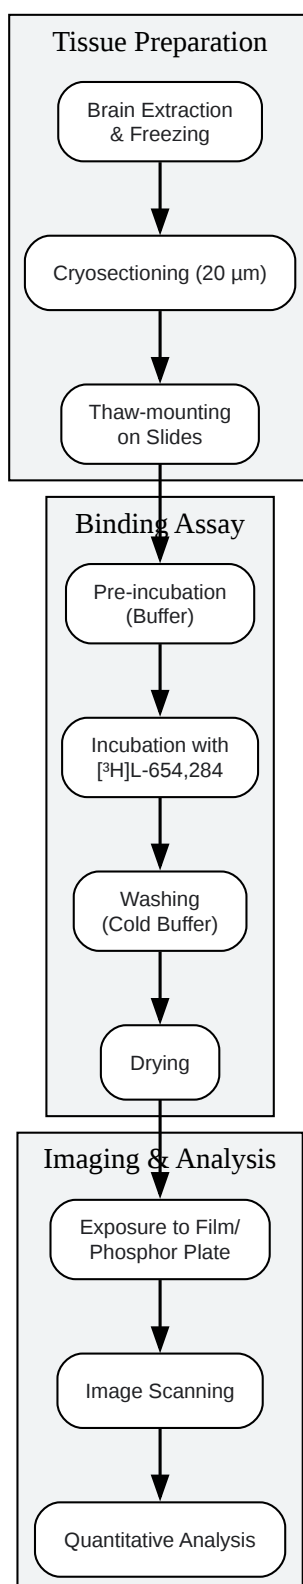 Tissue Preparation
Brain Extraction
& Freezing
Cryosectioning (20 µm)
Thaw-mounting
on Slides
Binding Assay
Pre-incubation
(Buffer)
Incubation with
[³H]L-654,284
Washing
(Cold Buffer)
Drying
Imaging & Analysis
Exposure to Film/
Phosphor Plate
Image Scanning
Quantitative Analysis